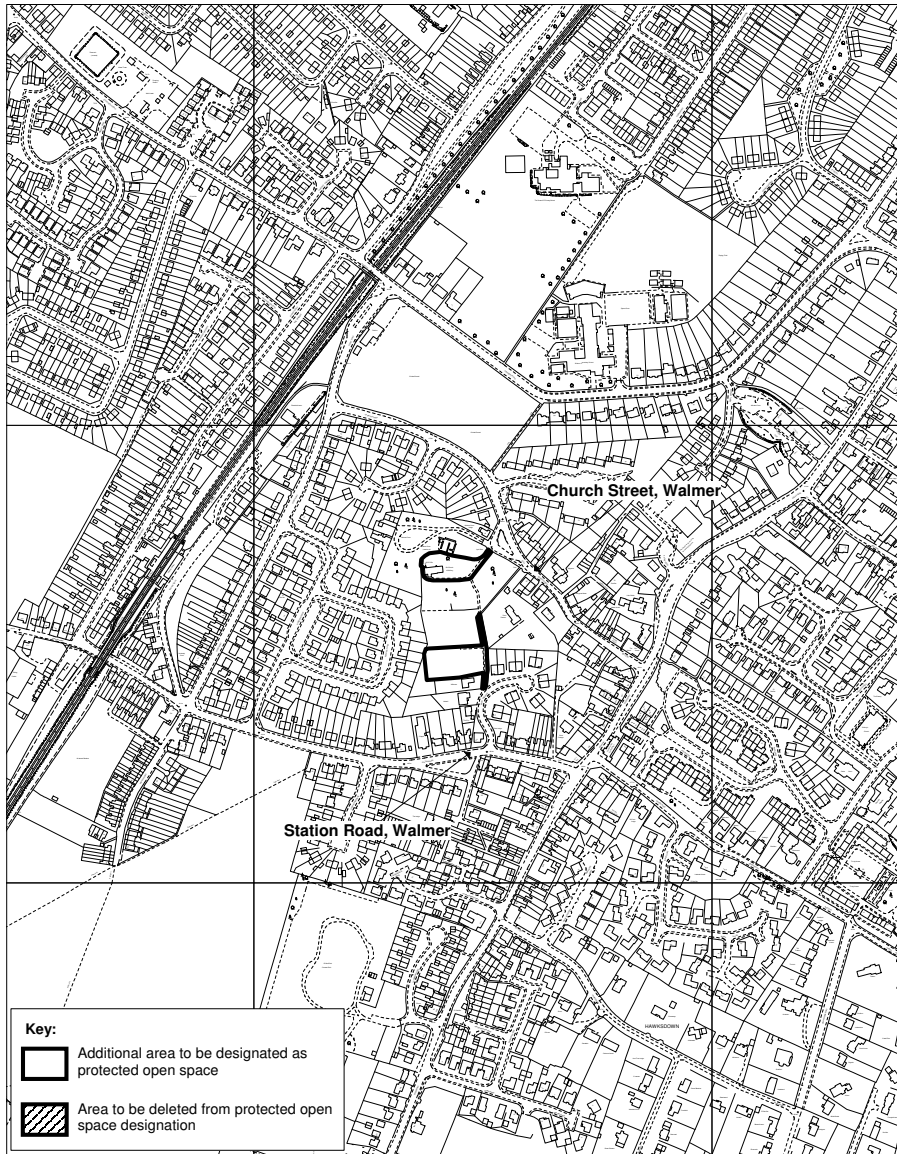 Church Street, Walmer
Station Road, Walmer
HAWKSDOWN
Key:
Additional area to be designated as
protected open space
Area to be deleted from protected open
space designation